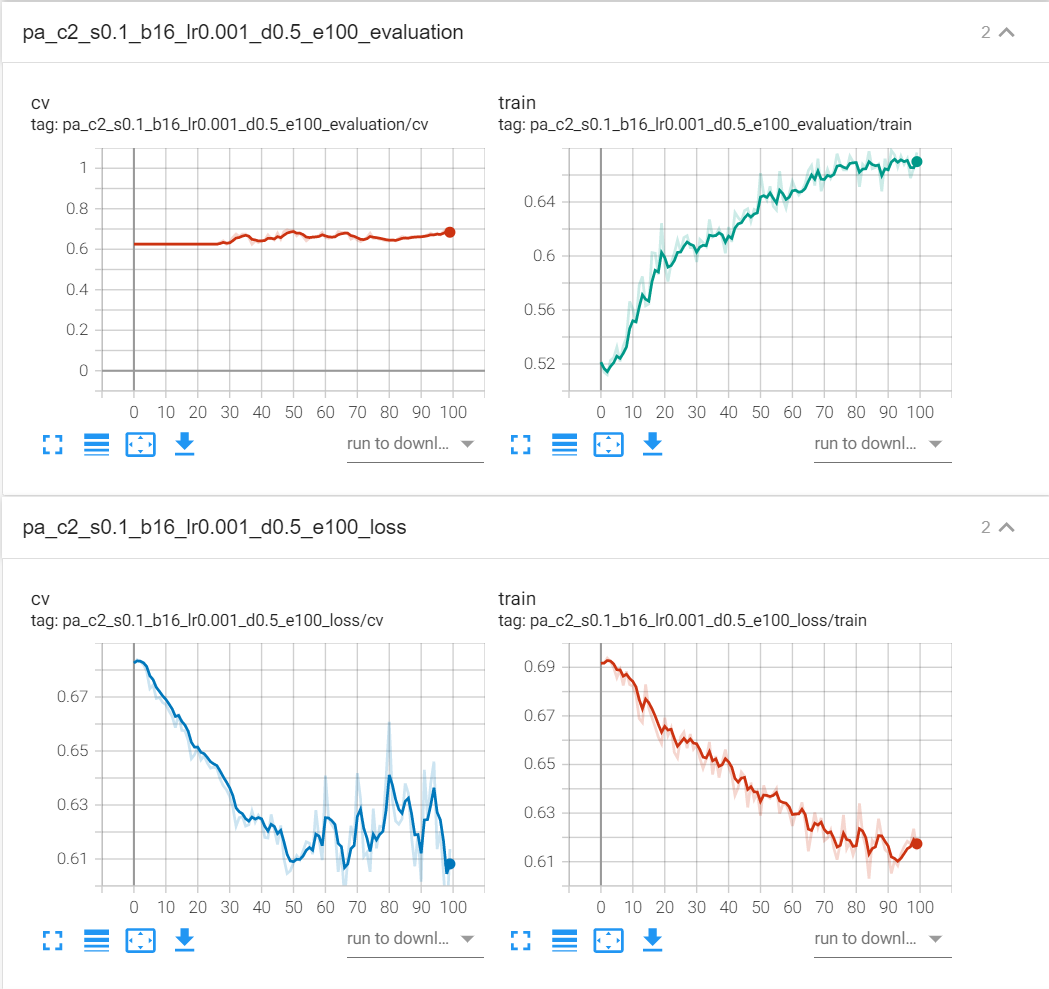 pa_c2_s0.1_b16_lr0.001_d0.5_e100_evaluation 2
cv
tag: pa_c2_s0.1_b16_lr0.001_d0.5_e100_evaluation/cv
1
0.8
0.6
0.4
0.2
0
0 10 20 30 40 50 60 70 80 90 100
run to downl...
train
tag: pa_c2_s0.1_b16_lr0.001_d0.5_e100_evaluation/train
0.64
0.6
0.56
0.52
0 10 20 30 40 50 60 70 80 90 100
run to downl...
pa_c2_s0.1_b16_lr0.001_d0.5_e100_loss 2
cv
tag: pa_c2_s0.1_b16_lr0.001_d0.5_e100_loss/cv
0.67
0.65
0.63
0.61
0 10 20 30 40 50 60 70 80 90 100
run to downl...
train
tag: pa_c2_s0.1_b16_lr0.001_d0.5_e100_loss/train
0.69
0.67
0.65
0.63
0.61
0 10 20 30 40 50 60 70 80 90 100
run to downl...